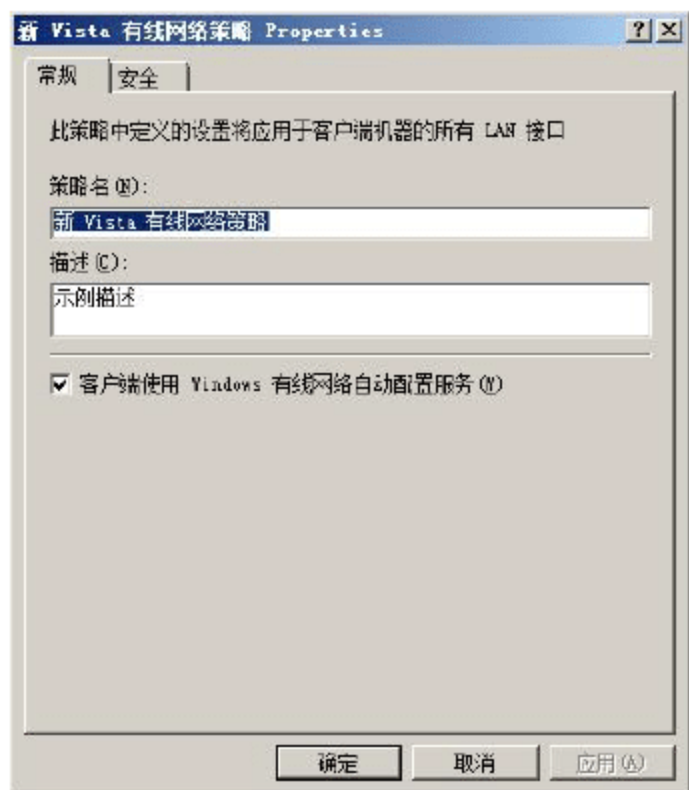 新 Vista 有线网络策略 Properties
常规
安全
此策略中定义的设置将应用于客户端机器的所有 LAN 接口
策略名(N):
新 Vista 有线网络策略
描述(C):
示例描述
客户端使用 Windows 有线网络自动配置服务(W)
确定
取消
应用(A)